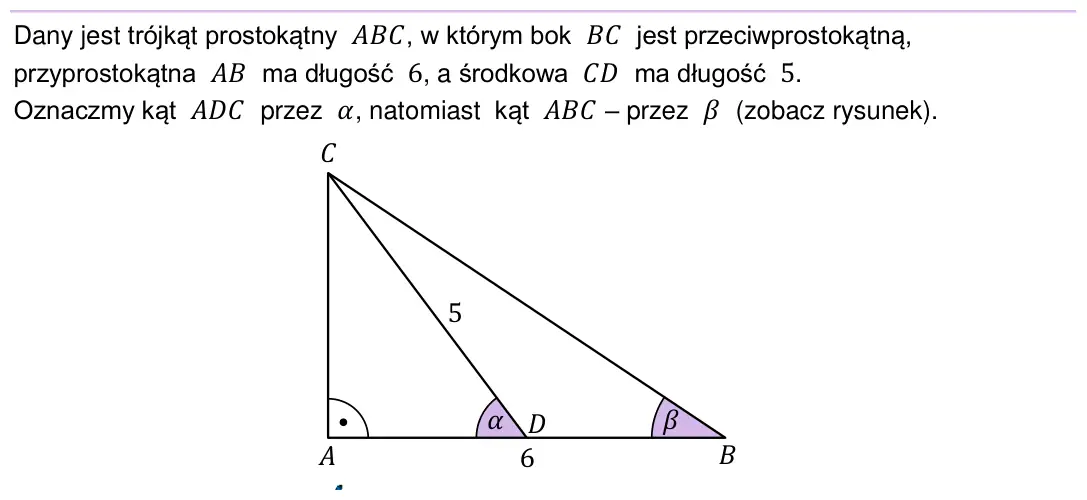 Dany jest trójkąt prostokątny ABC, w którym bok BC jest przeciwprostokątną,
przyprostokątna AB ma długość 6, a środkowa CD ma długość 5.
Oznaczmy kąt ADC przez α, natomiast kąt ABC – przez β (zobacz rysunek).
C
5
α D β
A 6 B